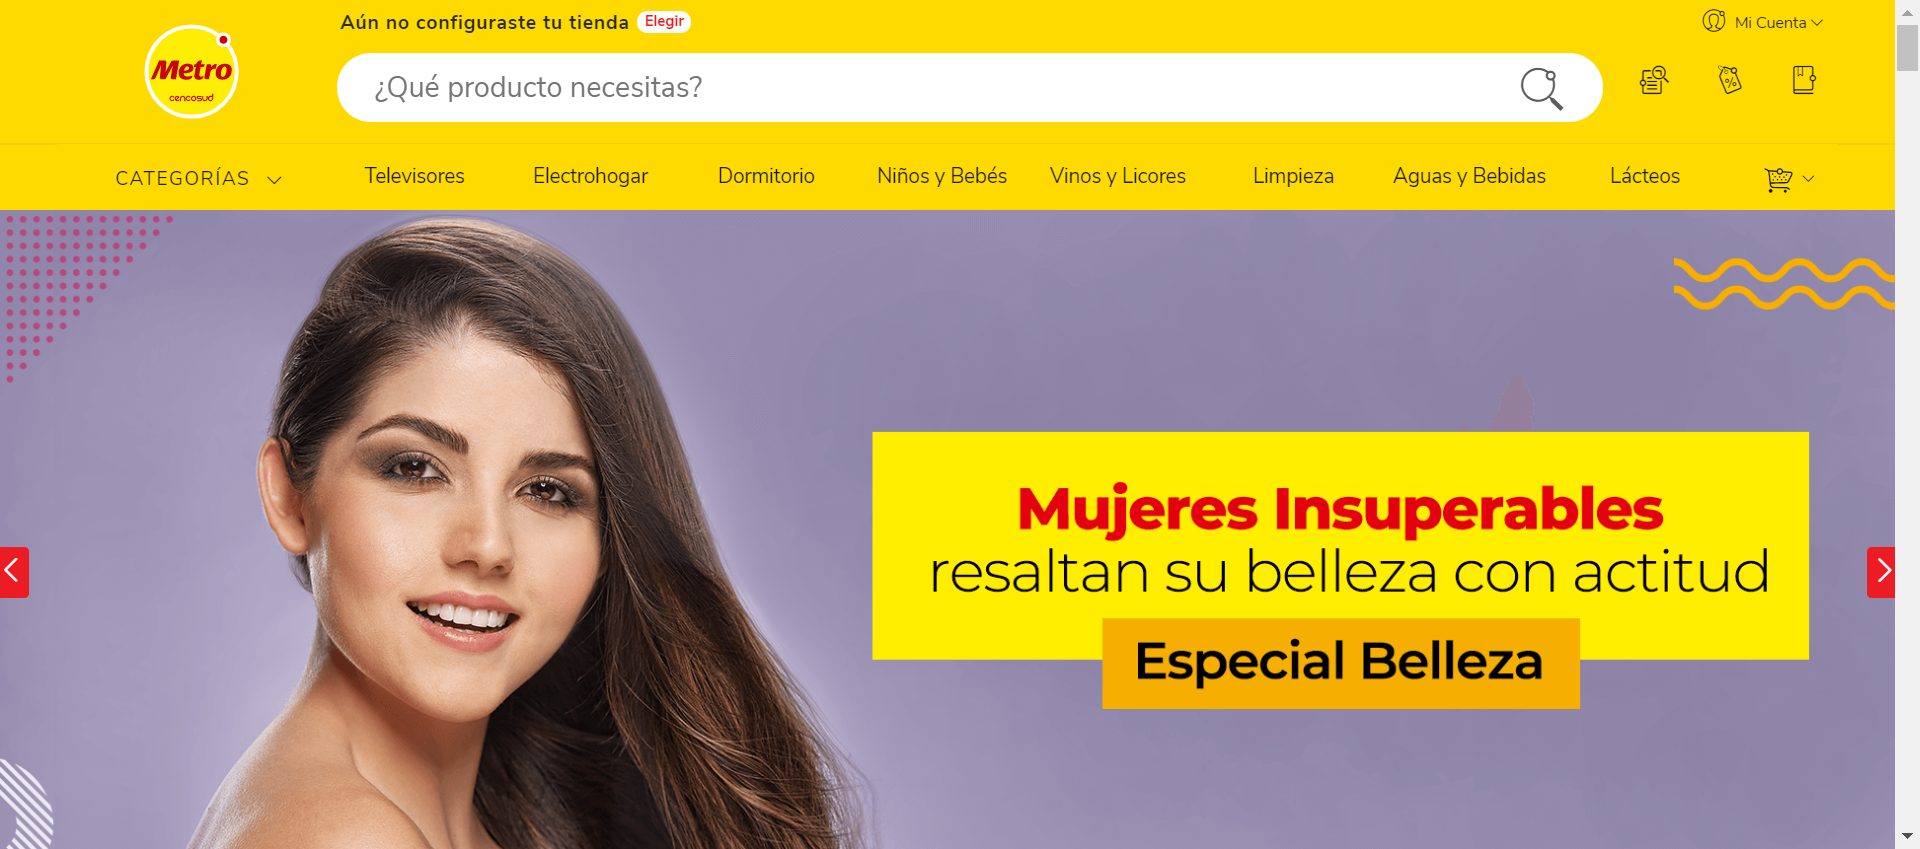 Aún no configuraste tu tienda Elegir
Mi Cuenta
Metro
cencosud
¿Qué producto necesitas?
CATEGORÍAS
Televisores
Electrohogar
Dormitorio
Niños y Bebés
Vinos y Licores
Limpieza
Aguas y Bebidas
Lácteos
Mujeres Insuperables
resaltan su belleza con actitud
Especial Belleza